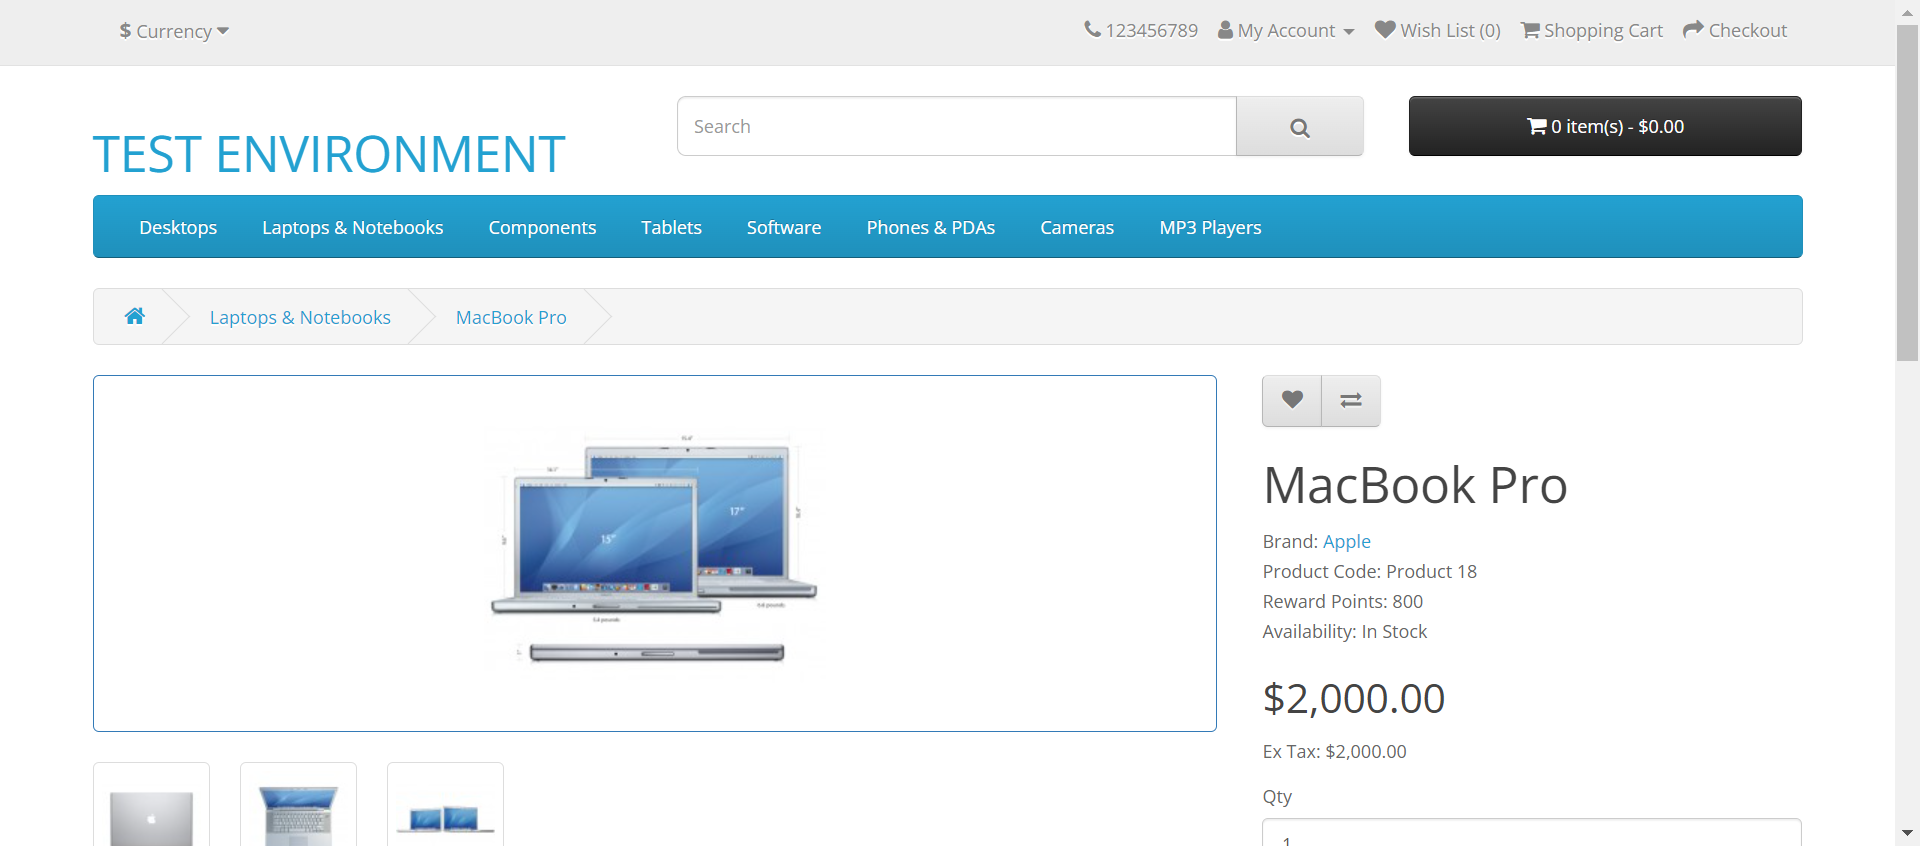 $ Currency
123456789 My Account Wish List (0) Shopping Cart Checkout
TEST ENVIRONMENT
Search
0 item(s) - $0.00
Desktops Laptops & Notebooks Components Tablets Software Phones & PDAs Cameras MP3 Players
Laptops & Notebooks MacBook Pro
15"
17"
MacBook Pro
Brand: Apple
Product Code: Product 18
Reward Points: 800
Availability: In Stock
$2,000.00
Ex Tax: $2,000.00
Qty
1